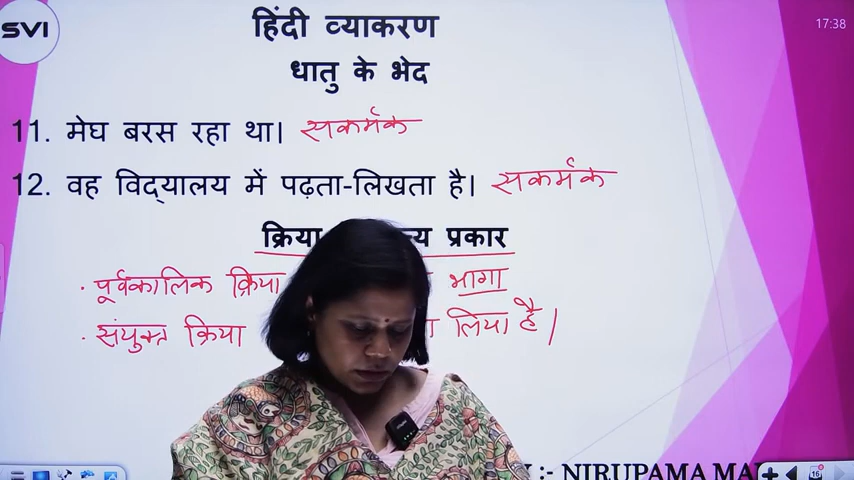 SVI
17:38
हिंदी व्याकरण
धातु के भेद
11. मेघ बरस रहा था। सकर्मक
12. वह विद्यालय में पढ़ता-लिखता है। सकर्मक
क्रिया प्रकार
· पूर्वकालिक क्रिया भागा
· संयुक्त क्रिया लिया है।
:- NIRUPAMA